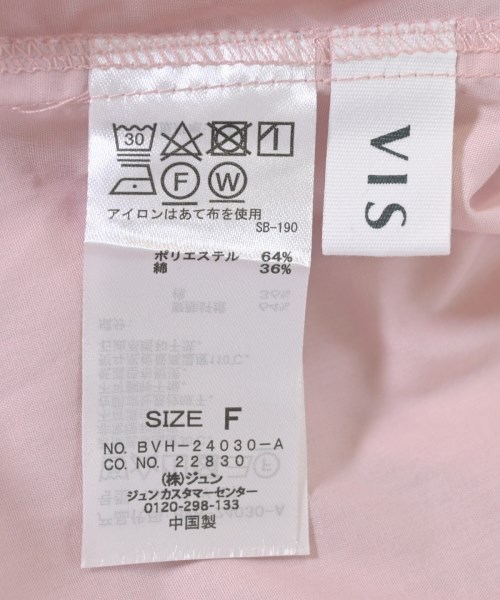 30
F
W
アイロンはあて布を使用
SB-190
ポリエステル 64%
綿 36%
SIZE F
NO. BVH-24030-A
CO. NO. 22830
(株)ジュン
ジュン カスタマーセンター
0120-298-133
中国製
VIS